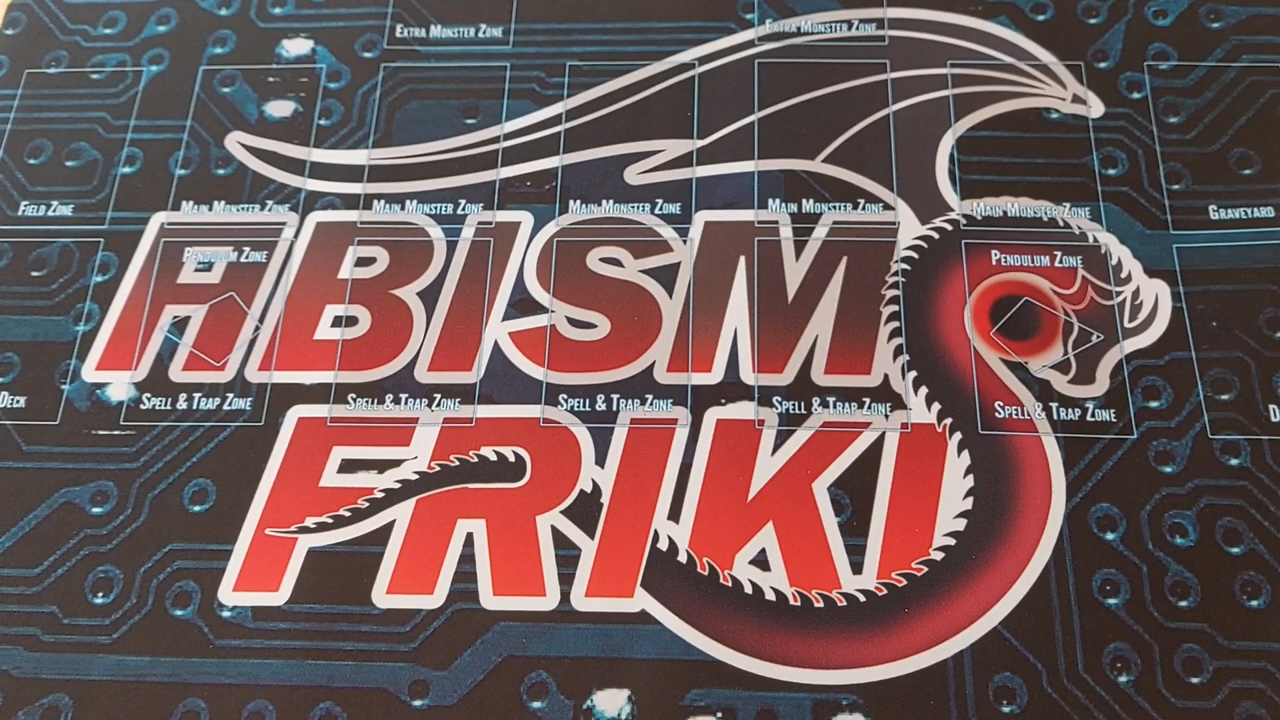 Extra Monster Zone Extra Monster Zone
Field Zone Main Monster Zone Main Monster Zone Main Monster Zone Main Monster Zone Main Monster Zone Graveyard
Pendulum Zone Pendulum Zone
ABISMO
Deck Spell & Trap Zone Spell & Trap Zone Spell & Trap Zone Spell & Trap Zone Spell & Trap Zone
FRIKI